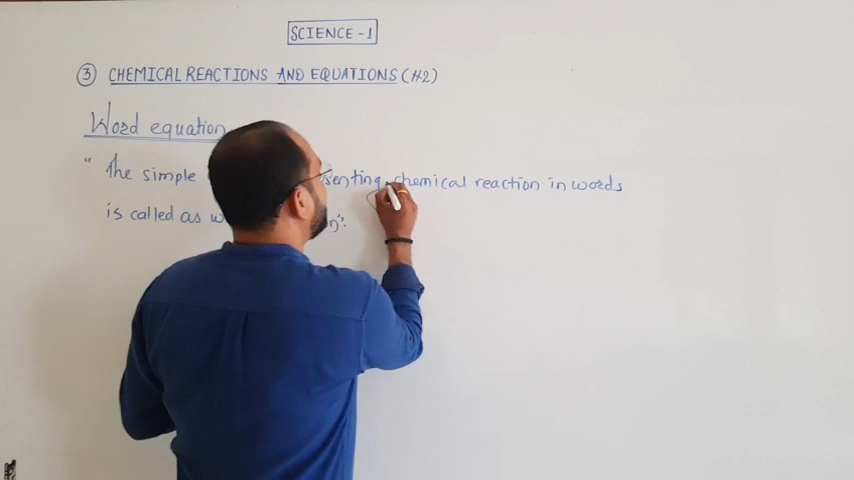 SCIENCE - 1
③ CHEMICAL REACTIONS AND EQUATIONS (H2)
Word equation
" The simple senting chemical reaction in words
is called as w n".